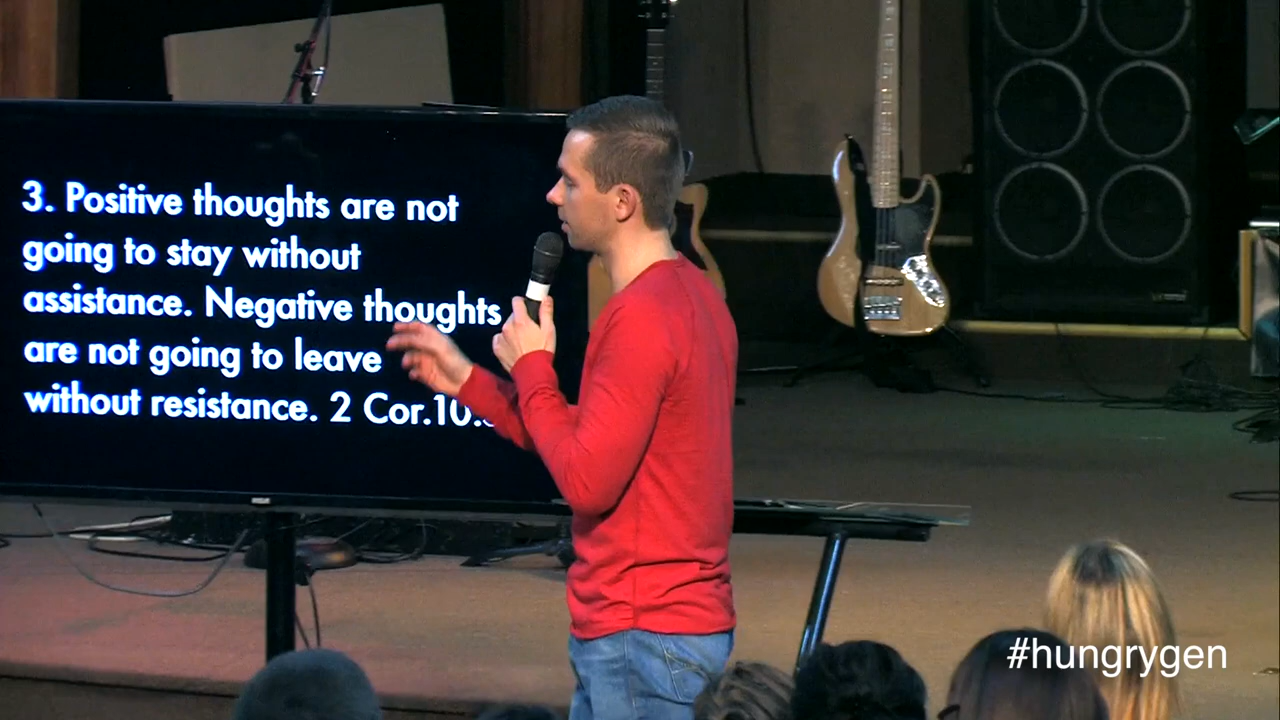 3. Positive thoughts are not
going to stay without
assistance. Negative thoughts
are not going to leave
without resistance. 2 Cor.10:
#hungrygen